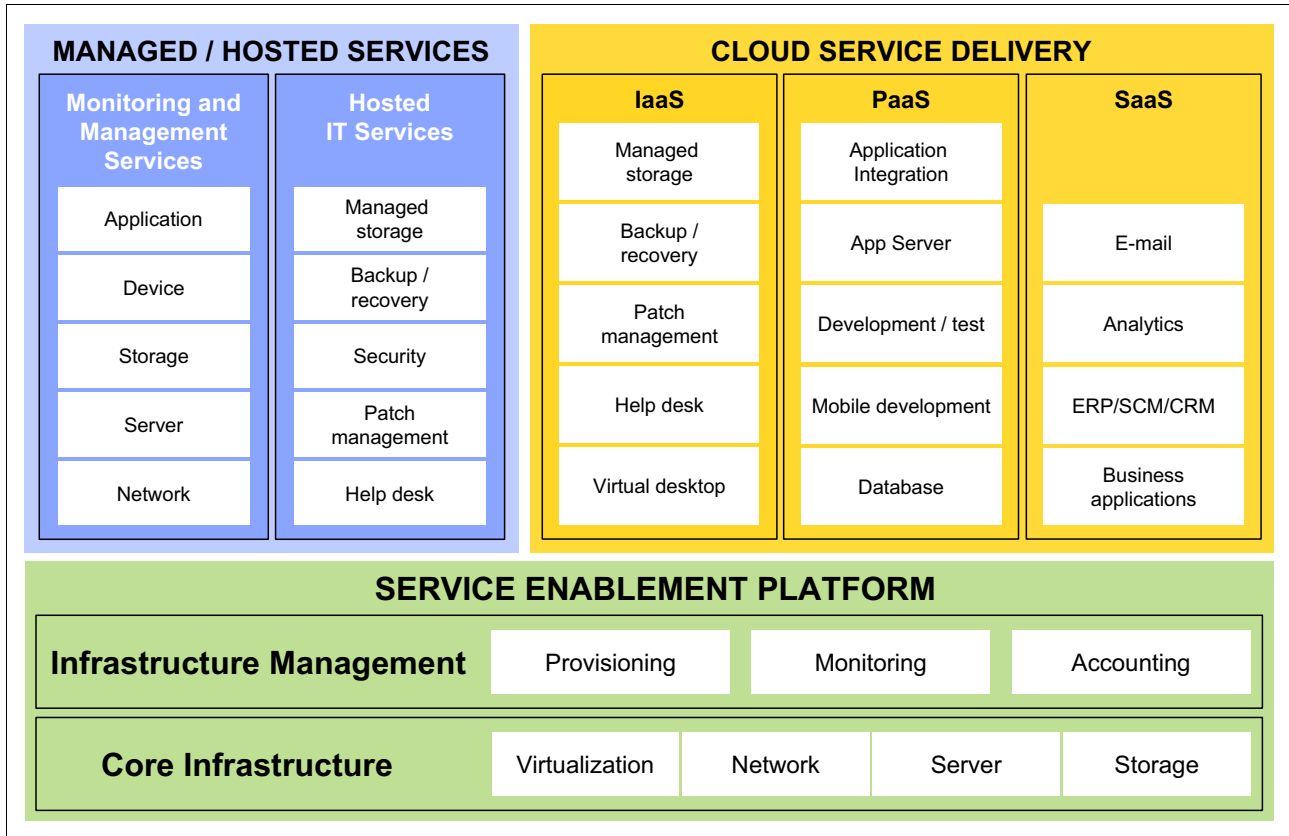 MANAGED / HOSTED SERVICES
Monitoring and
Management
Services
Application
Device
Storage
Server
Network
Hosted
IT Services
Managed
storage
Backup /
recovery
Security
Patch
management
Help desk
CLOUD SERVICE DELIVERY
IaaS
Managed
storage
Backup /
recovery
Patch
management
Help desk
Virtual desktop
PaaS
Application
Integration
App Server
Development / test
Mobile development
Database
SaaS
E-mail
Analytics
ERP/SCM/CRM
Business
applications
SERVICE ENABLEMENT PLATFORM
Infrastructure Management
Provisioning
Monitoring
Accounting
Core Infrastructure
Virtualization
Network
Server
Storage